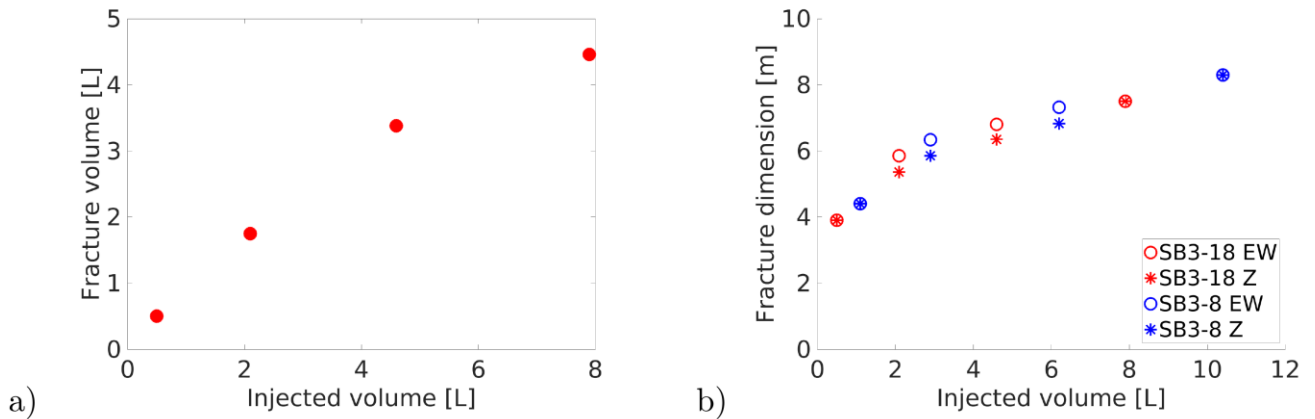 a)
Fracture volume [L]
5
4
3
2
1
0
0 2 4 6 8
Injected volume [L]
b)
Fracture dimension [m]
10
8
6
4
2
0
SB3-18 EW
SB3-18 Z
SB3-8 EW
SB3-8 Z
0 2 4 6 8 10 12
Injected volume [L]